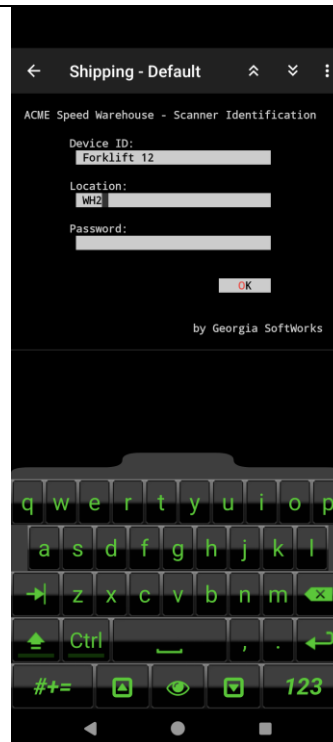 Shipping - Default
ACME Speed Warehouse - Scanner Identification
Device ID:
Forklift 12
Location:
WH2
Password:
OK
by Georgia SoftWorks
q w e r t y u i o p
a s d f g h j k l
z x c v b n m
Ctrl , .
#+= 123